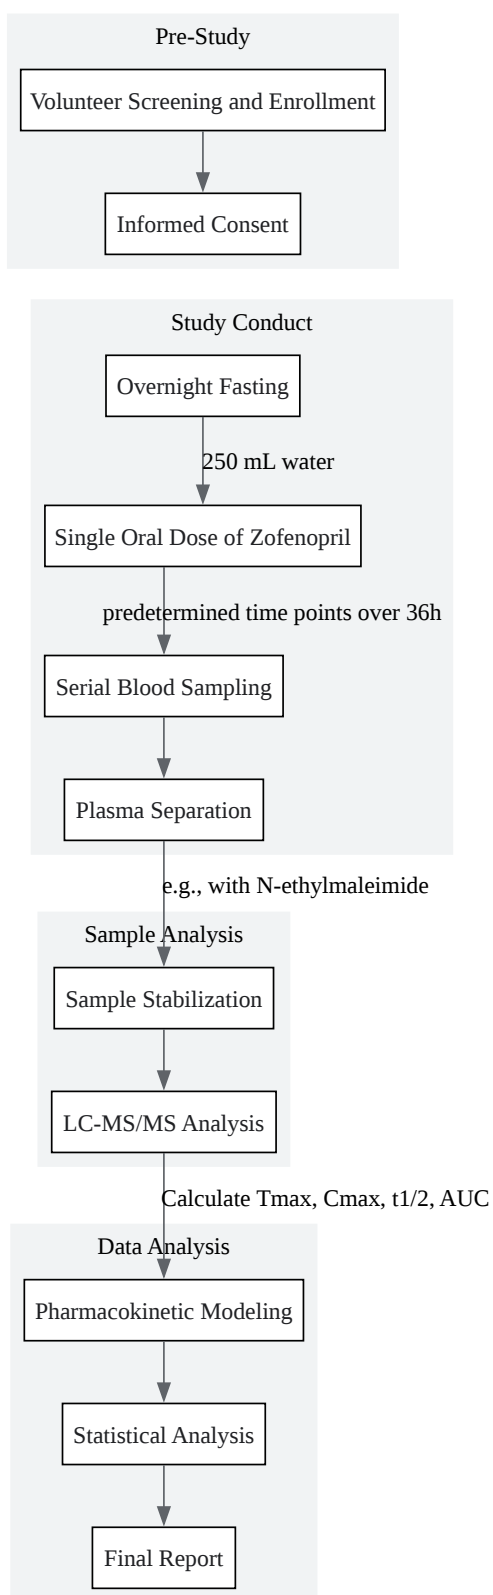 Pre-Study
Volunteer Screening and Enrollment
Informed Consent
Study Conduct
Overnight Fasting
250 mL water
Single Oral Dose of Zofenopril
predetermined time points over 36h
Serial Blood Sampling
Plasma Separation
e.g., with N-ethylmaleimide
Sample Analysis
Sample Stabilization
LC-MS/MS Analysis
Calculate Tmax, Cmax, t1/2, AUC
Data Analysis
Pharmacokinetic Modeling
Statistical Analysis
Final Report